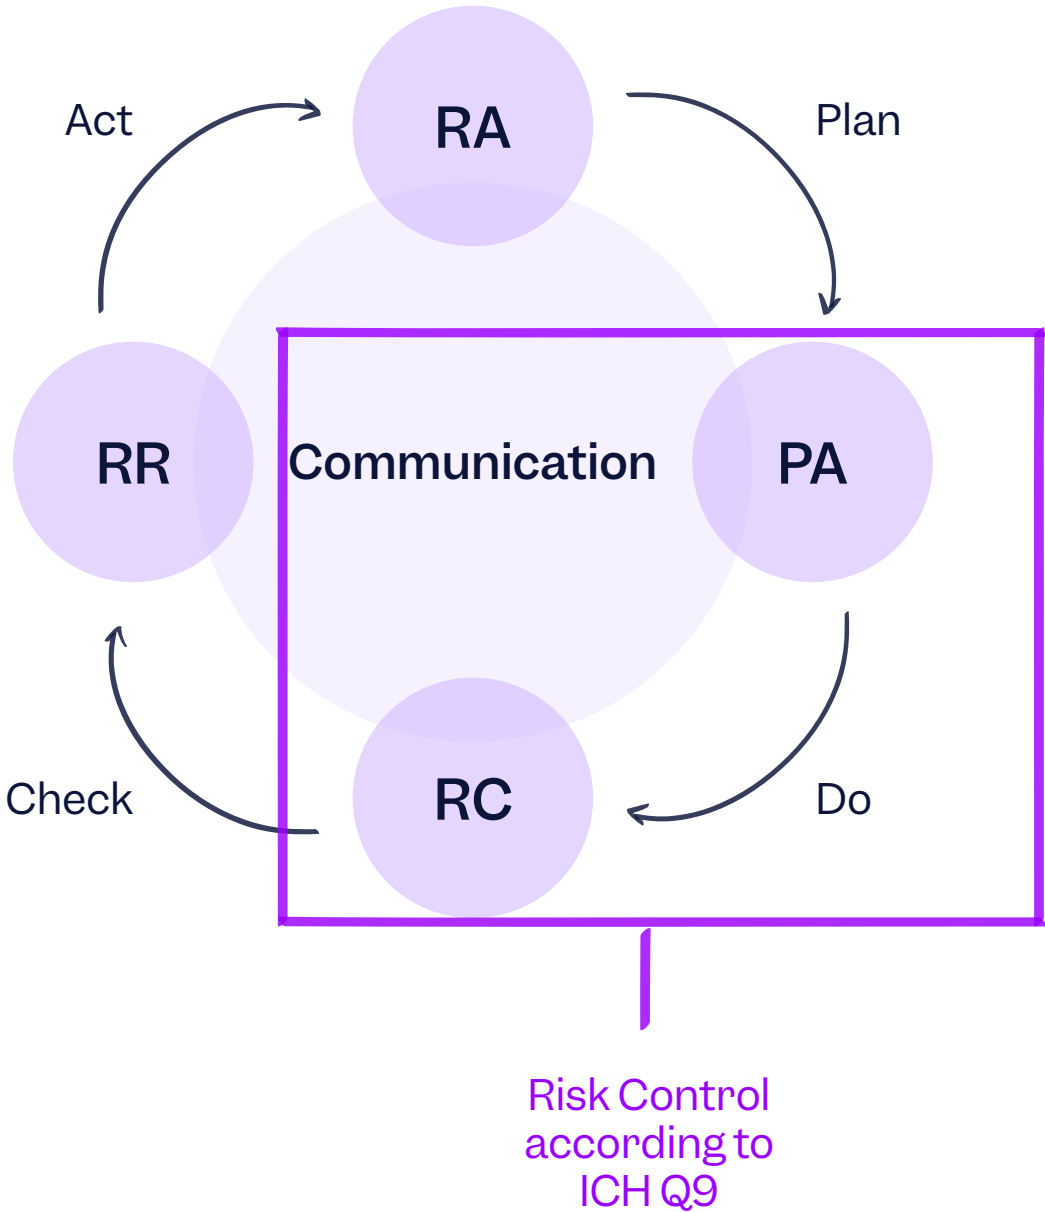 RA
Act
Plan
RR
Communication
PA
RC
Check
Do
Risk Control
according to
ICH Q9